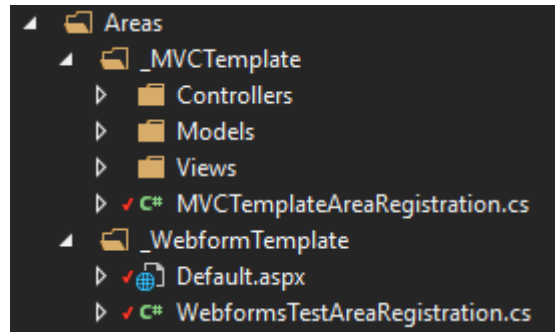 Areas
_MVCTemplate
Controllers
Models
Views
C# MVCTemplateAreaRegistration.cs
_WebformTemplate
Default.aspx
C# WebformsTestAreaRegistration.cs